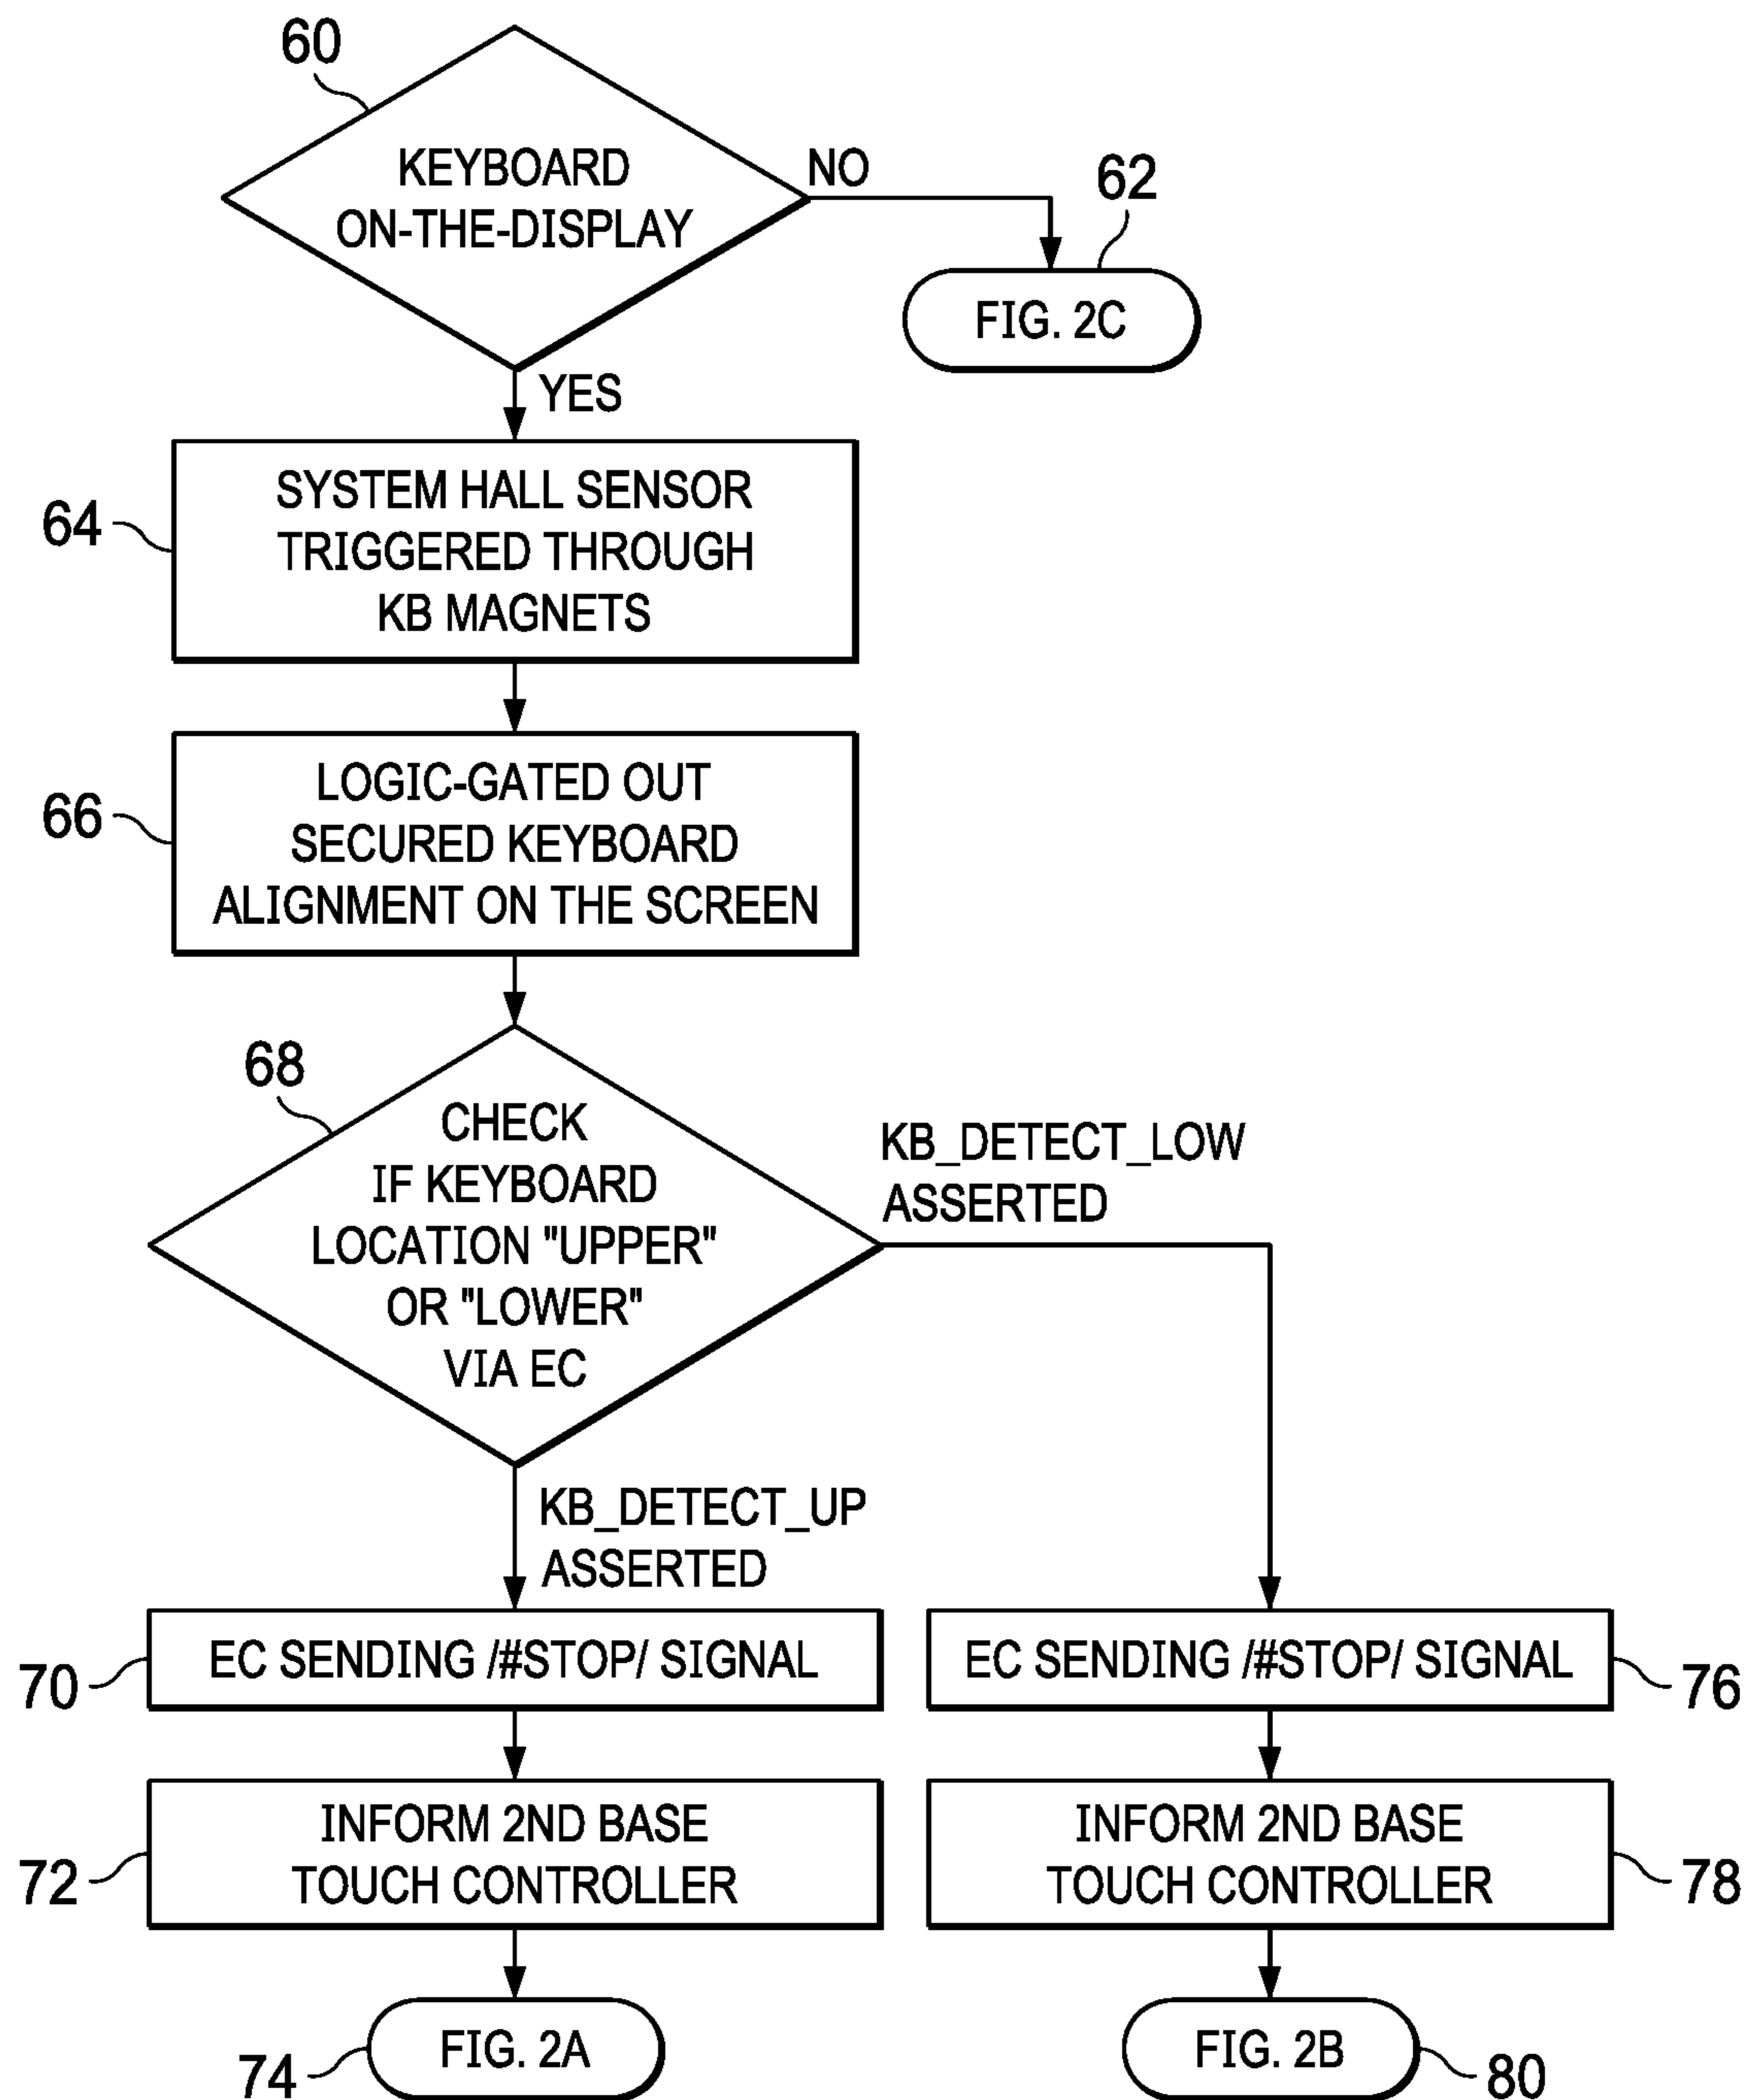 60
KEYBOARD
ON-THE-DISPLAY
NO
62
FIG. 2C
YES
64
SYSTEM HALL SENSOR
TRIGGERED THROUGH
KB MAGNETS
66
LOGIC-GATED OUT
SECURED KEYBOARD
ALIGNMENT ON THE SCREEN
68
CHECK
IF KEYBOARD
LOCATION "UPPER"
OR "LOWER"
VIA EC
KB_DETECT_LOW
ASSERTED
KB_DETECT_UP
ASSERTED
70
EC SENDING /#STOP/ SIGNAL
EC SENDING /#STOP/ SIGNAL
76
72
INFORM 2ND BASE
TOUCH CONTROLLER
INFORM 2ND BASE
TOUCH CONTROLLER
78
74
FIG. 2A
FIG. 2B
80